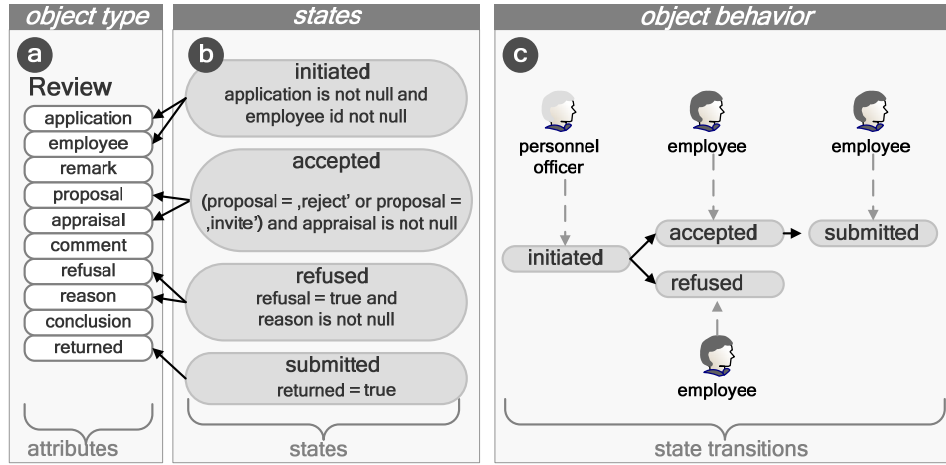 object type
states
object behavior
a
Review
application
employee
remark
proposal
appraisal
comment
refusal
reason
conclusion
returned
attributes
b
initiated
application is not null and
employee id not null
accepted
(proposal = ‚reject’ or proposal =
‚invite’) and appraisal is not null
refused
refusal = true and
reason is not null
submitted
returned = true
states
c
personnel
officer
employee
employee
initiated
accepted
submitted
refused
employee
state transitions